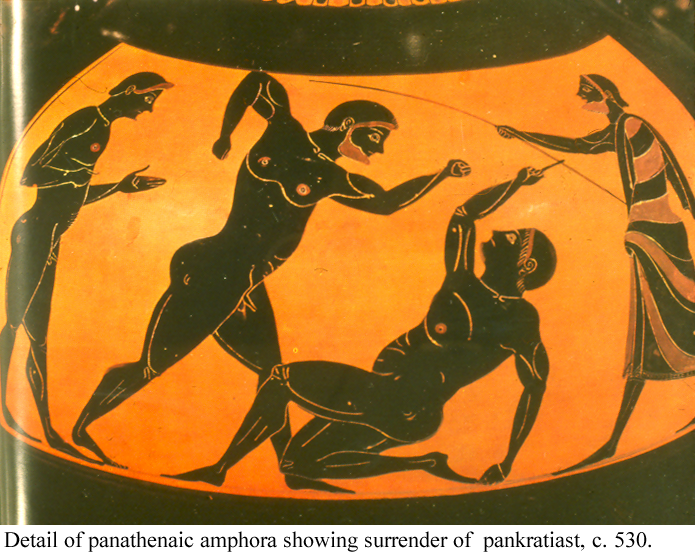 Detail of panathenaic amphora showing surrender of pankratiast, c. 530.